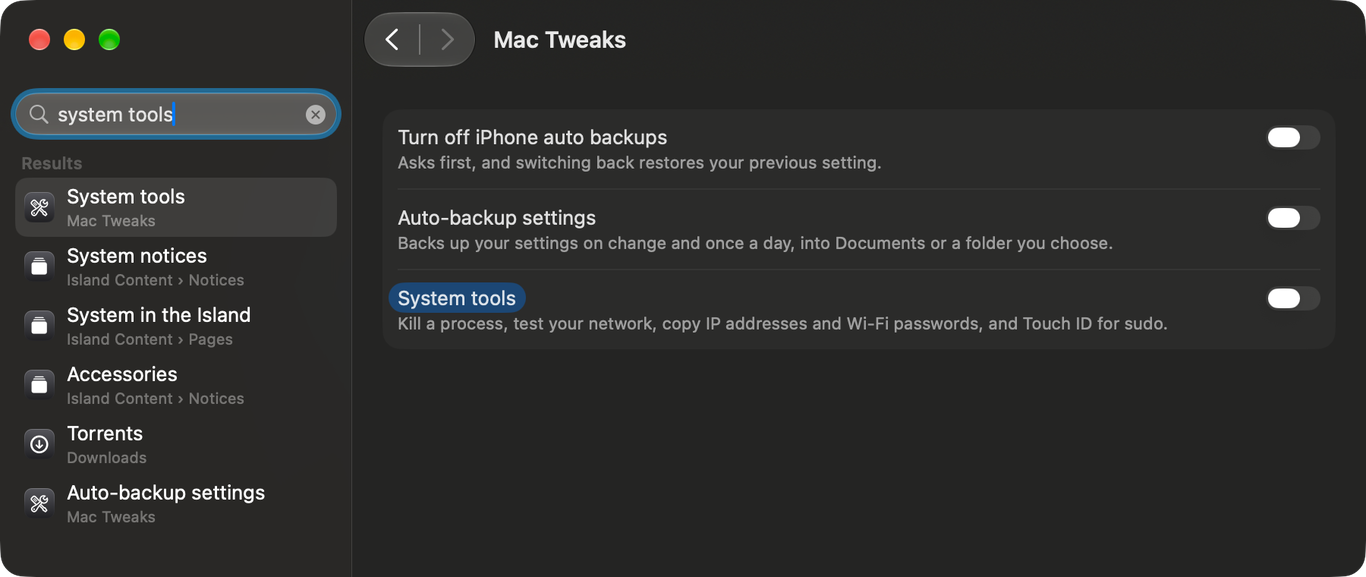 system tools
Results
System tools
Mac Tweaks
System notices
Island Content › Notices
System in the Island
Island Content › Pages
Accessories
Island Content › Notices
Torrents
Downloads
Auto-backup settings
Mac Tweaks
Mac Tweaks
Turn off iPhone auto backups
Asks first, and switching back restores your previous setting.
Auto-backup settings
Backs up your settings on change and once a day, into Documents or a folder you choose.
System tools
Kill a process, test your network, copy IP addresses and Wi-Fi passwords, and Touch ID for sudo.